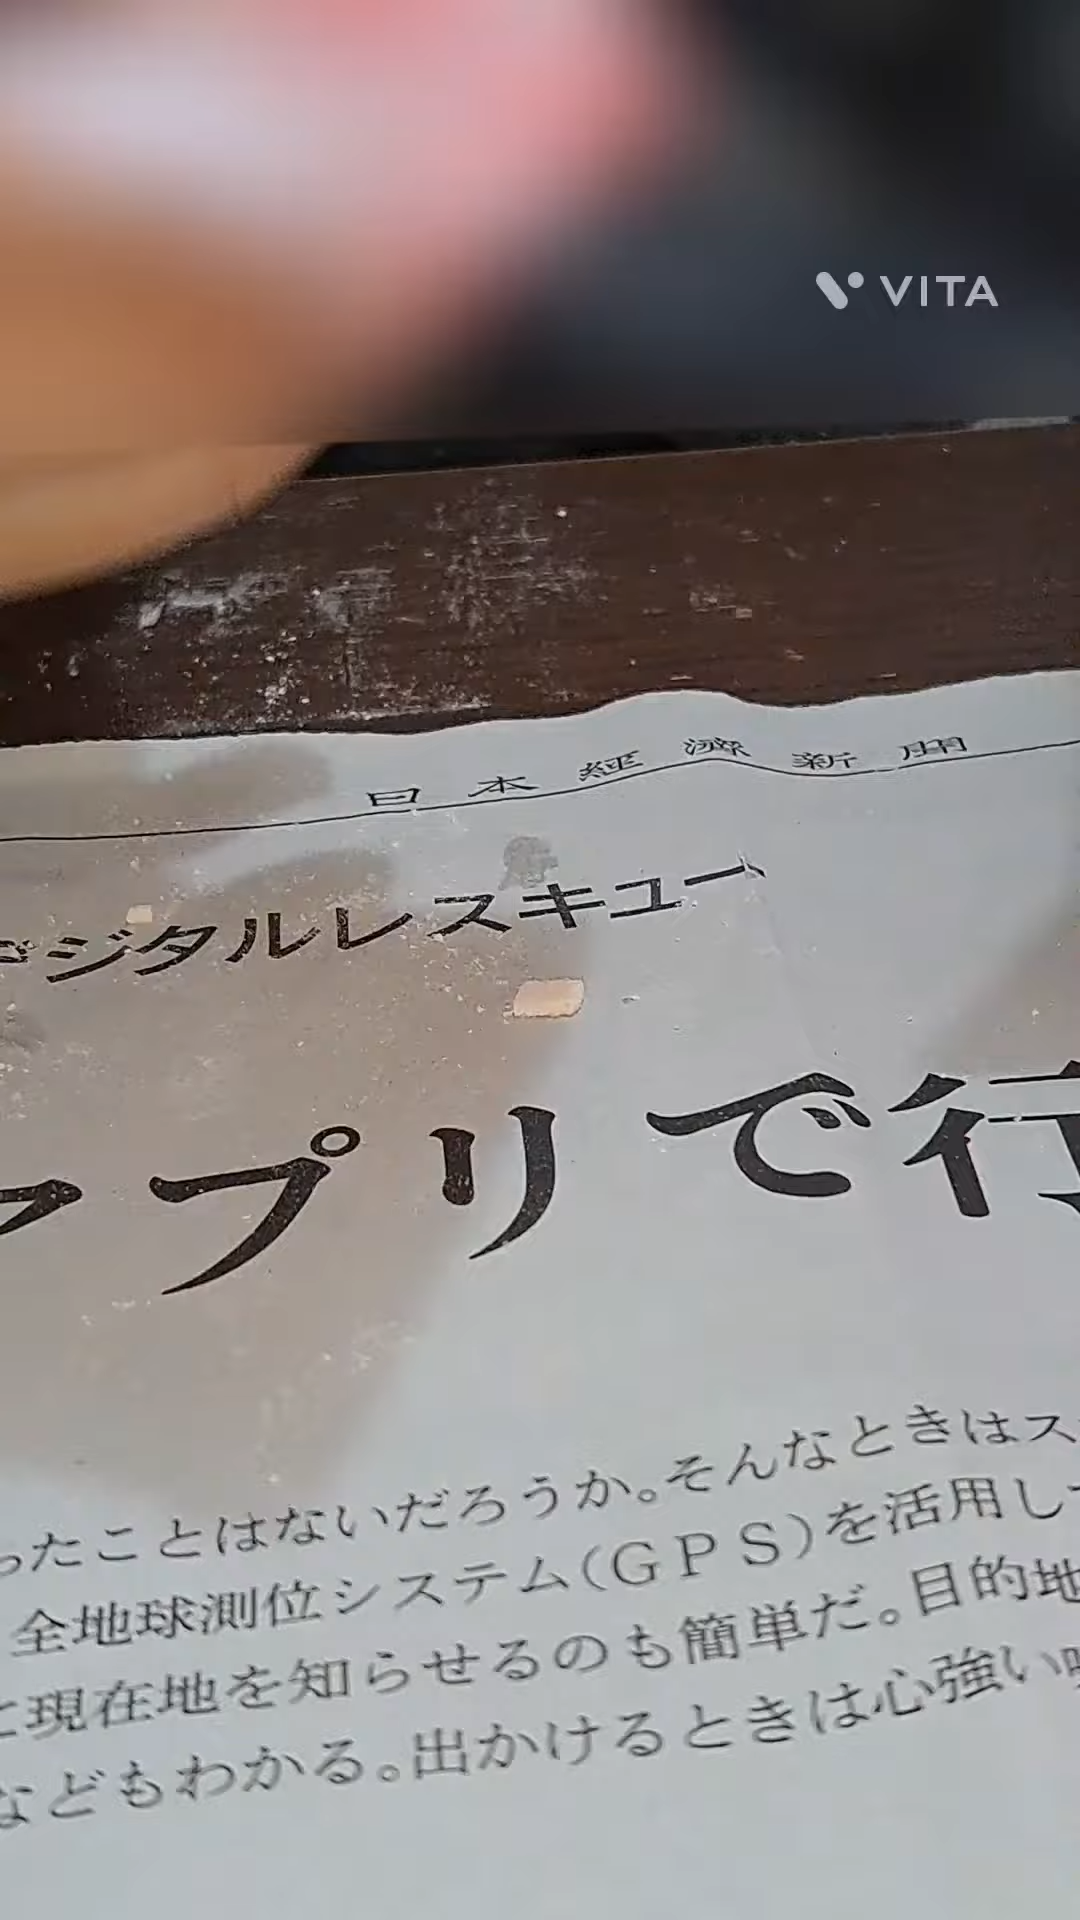 VITA
日本経済新聞
デジタルレスキュー
アプリで行
ったことはないだろうか。そんなときはス
全地球測位システム(GPS)を活用し
と現在地を知らせるのも簡単だ。目的地
などもわかる。出かけるときは心強い